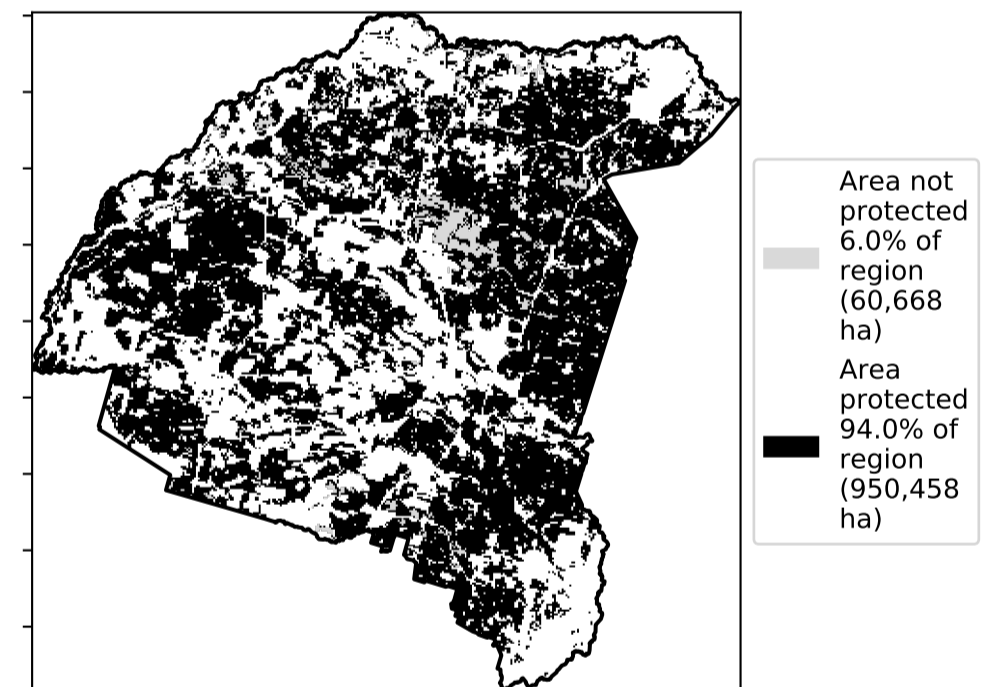 Area not
protected
6.0% of
region
(60,668
ha)
Area
protected
94.0% of
region
(950,458
ha)